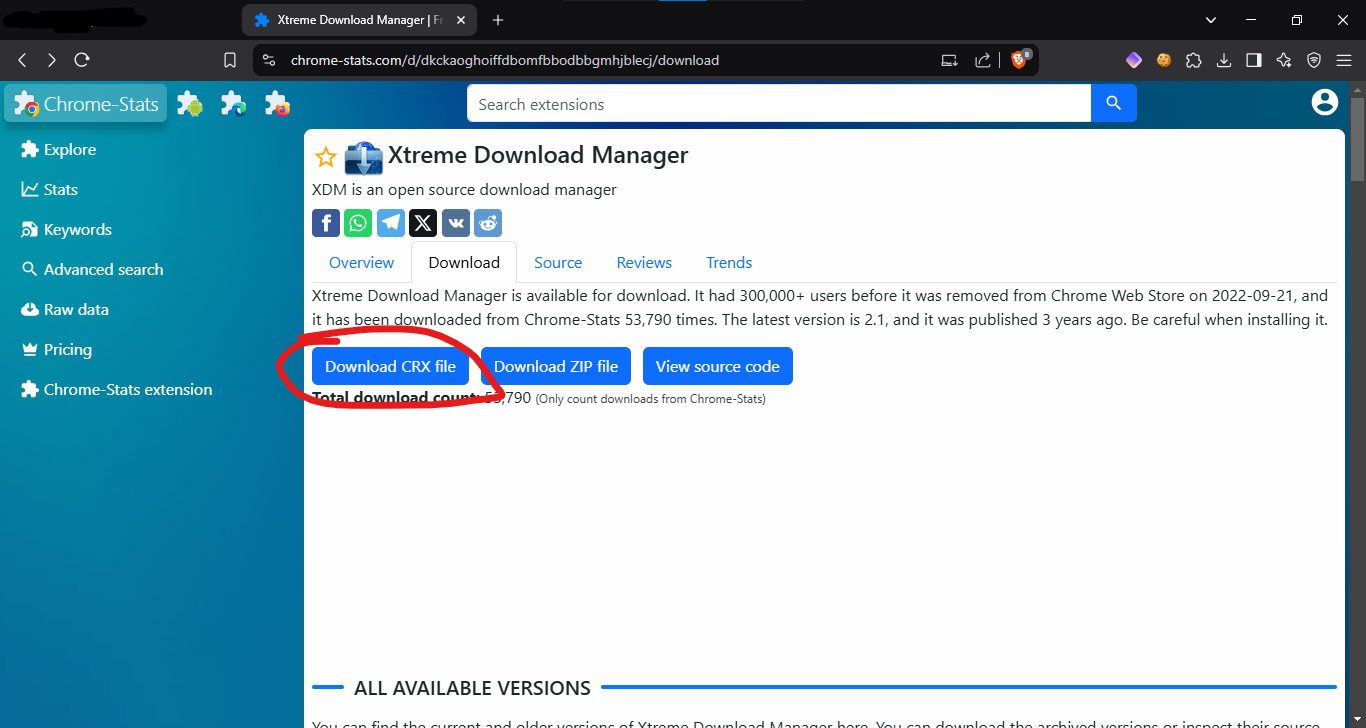 Xtreme Download Manager | Fr
chrome-stats.com/d/dkckaoghoiffdbomfbbodbbgmhjblecj/download
8
Chrome-Stats
Search extensions
Explore
Stats
Keywords
Advanced search
Raw data
Pricing
Chrome-Stats extension
Xtreme Download Manager
XDM is an open source download manager
Overview
Download
Source
Reviews
Trends
Xtreme Download Manager is available for download. It had 300,000+ users before it was removed from Chrome Web Store on 2022-09-21, and
it has been downloaded from Chrome-Stats 53,790 times. The latest version is 2.1, and it was published 3 years ago. Be careful when installing it.
Download CRX file
Download ZIP file
View source code
Total download count: 53,790 (Only count downloads from Chrome-Stats)
ALL AVAILABLE VERSIONS
You can find the current and older versions of Xtreme Download Manager here. You can download the archived versions or inspect their source